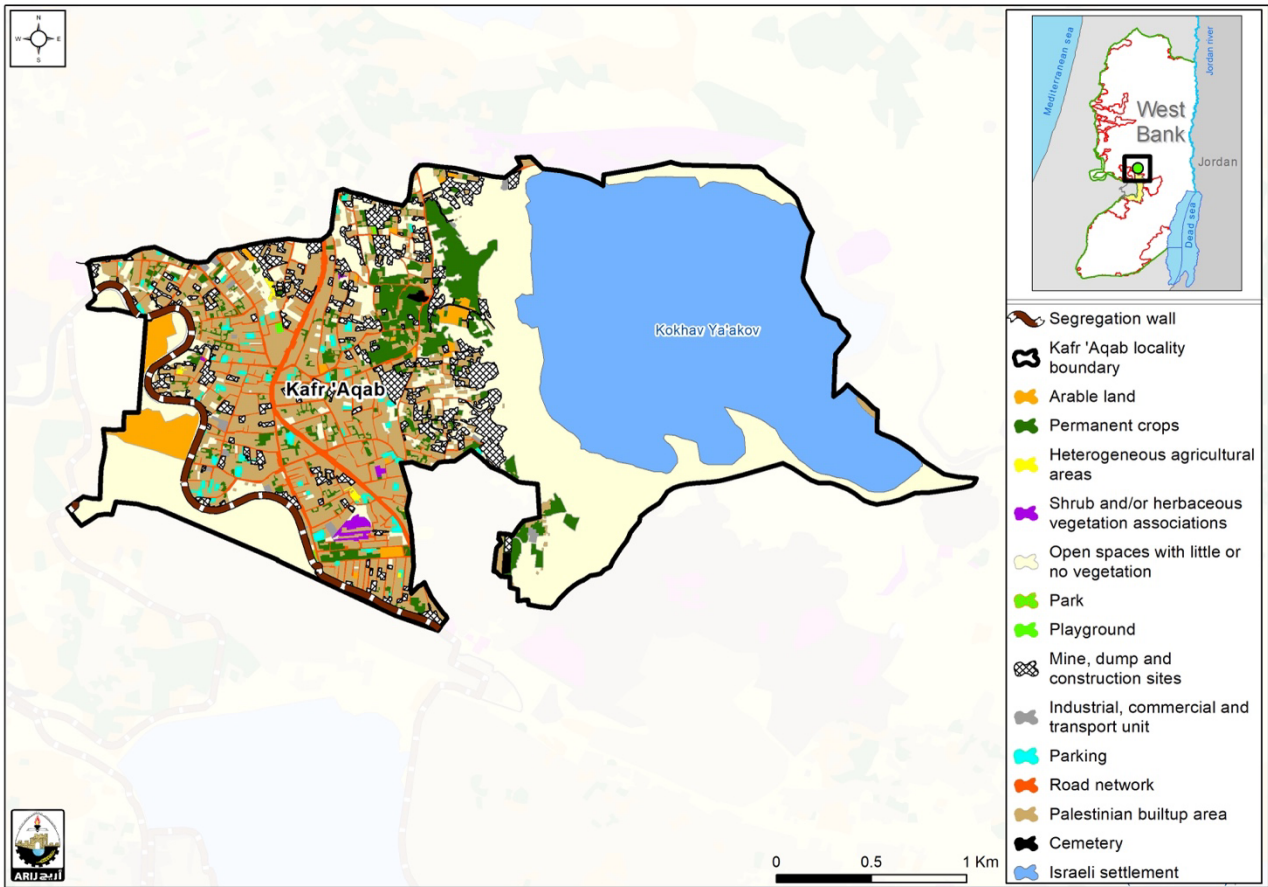 N
W
E
S
Kokhav Ya'akov
Kafr 'Aqab
0
0.5
1 Km
أريج ARIJ
Mediterranean sea
Jordan river
West
Bank
Jordan
Dead sea
Segregation wall
Kafr 'Aqab locality
boundary
Arable land
Permanent crops
Heterogeneous agricultural
areas
Shrub and/or herbaceous
vegetation associations
Open spaces with little or
no vegetation
Park
Playground
Mine, dump and
construction sites
Industrial, commercial and
transport unit
Parking
Road network
Palestinian builtup area
Cemetery
Israeli settlement